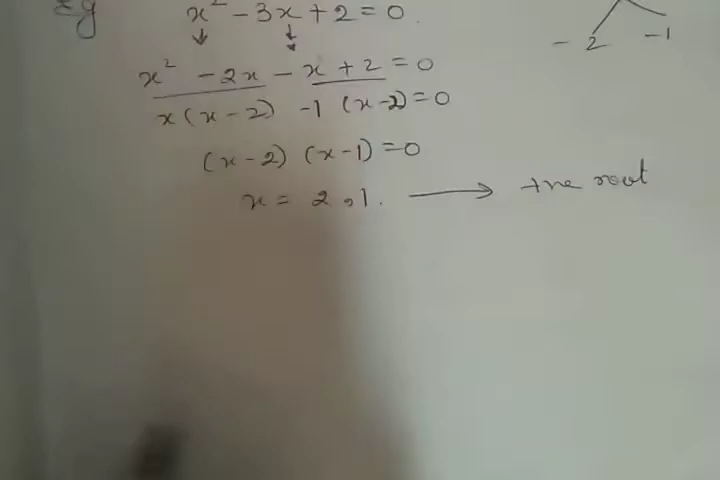 Eg x² - 3x + 2 = 0.
- 2 -1
x² - 2x - x + 2 = 0
x(x-2) -1 (x-2) = 0
(x-2) (x-1) = 0
x = 2, 1. → +ve root